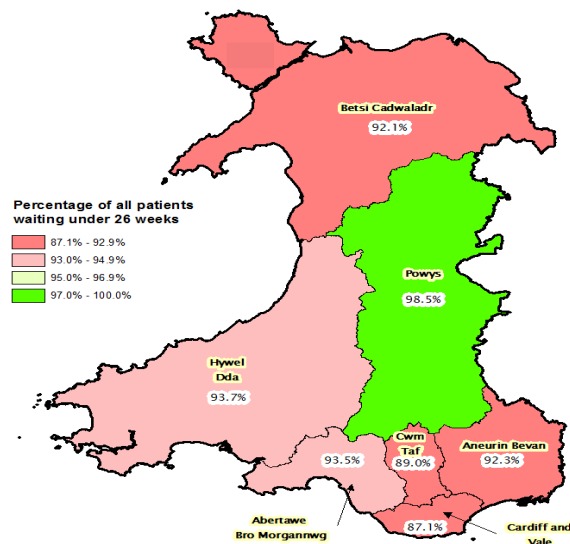 Betsi Cadwaladr
92.1%
Percentage of all patients
waiting under 26 weeks
87.1% - 92.9%
93.0% - 94.9%
95.0% - 96.9%
97.0% - 100.0%
Powys
98.5%
Hywel
Dda
93.7%
Cwm
Taf
89.0%
Aneurin Bevan
92.3%
93.5%
Abertawe
Bro Morgannwg
87.1%
Cardiff and
Vale